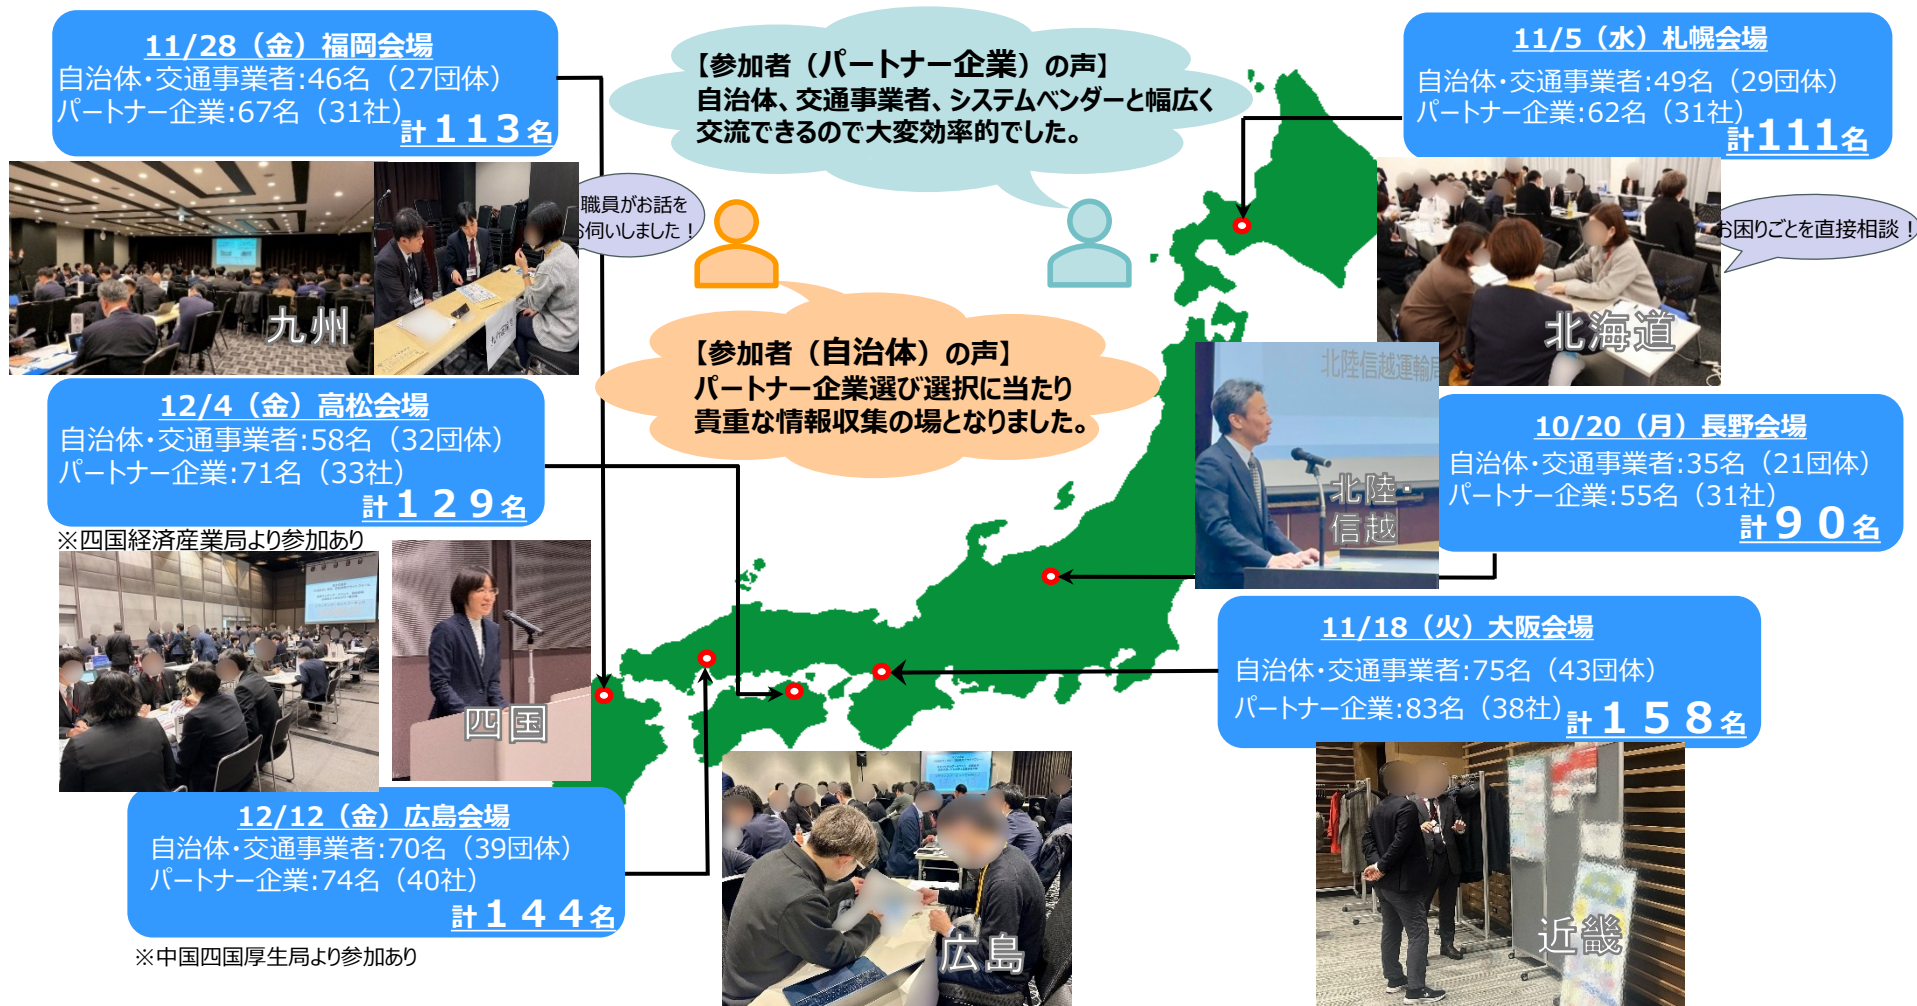 11/28（金）福岡会場
自治体・交通事業者:46名（27団体）
パートナー企業:67名（31社）
計113名
九州
職員がお話を
お伺いしました！
12/4（金）高松会場
自治体・交通事業者:58名（32団体）
パートナー企業:71名（33社）
計129名
※四国経済産業局より参加あり
四国
12/12（金）広島会場
自治体・交通事業者:70名（39団体）
パートナー企業:74名（40社）
計144名
※中国四国厚生局より参加あり
広島
【参加者（パートナー企業）の声】
自治体、交通事業者、システムベンダーと幅広く
交流できるので大変効率的でした。
【参加者（自治体）の声】
パートナー企業選び選択に当たり
貴重な情報収集の場となりました。
11/5（水）札幌会場
自治体・交通事業者:49名（29団体）
パートナー企業:62名（31社）
計111名
北海道
お困りごとを直接相談！
北陸信越運輸局
北陸・
信越
10/20（月）長野会場
自治体・交通事業者:35名（21団体）
パートナー企業:55名（31社）
計90名
11/18（火）大阪会場
自治体・交通事業者:75名（43団体）
パートナー企業:83名（38社）
計158名
近畿